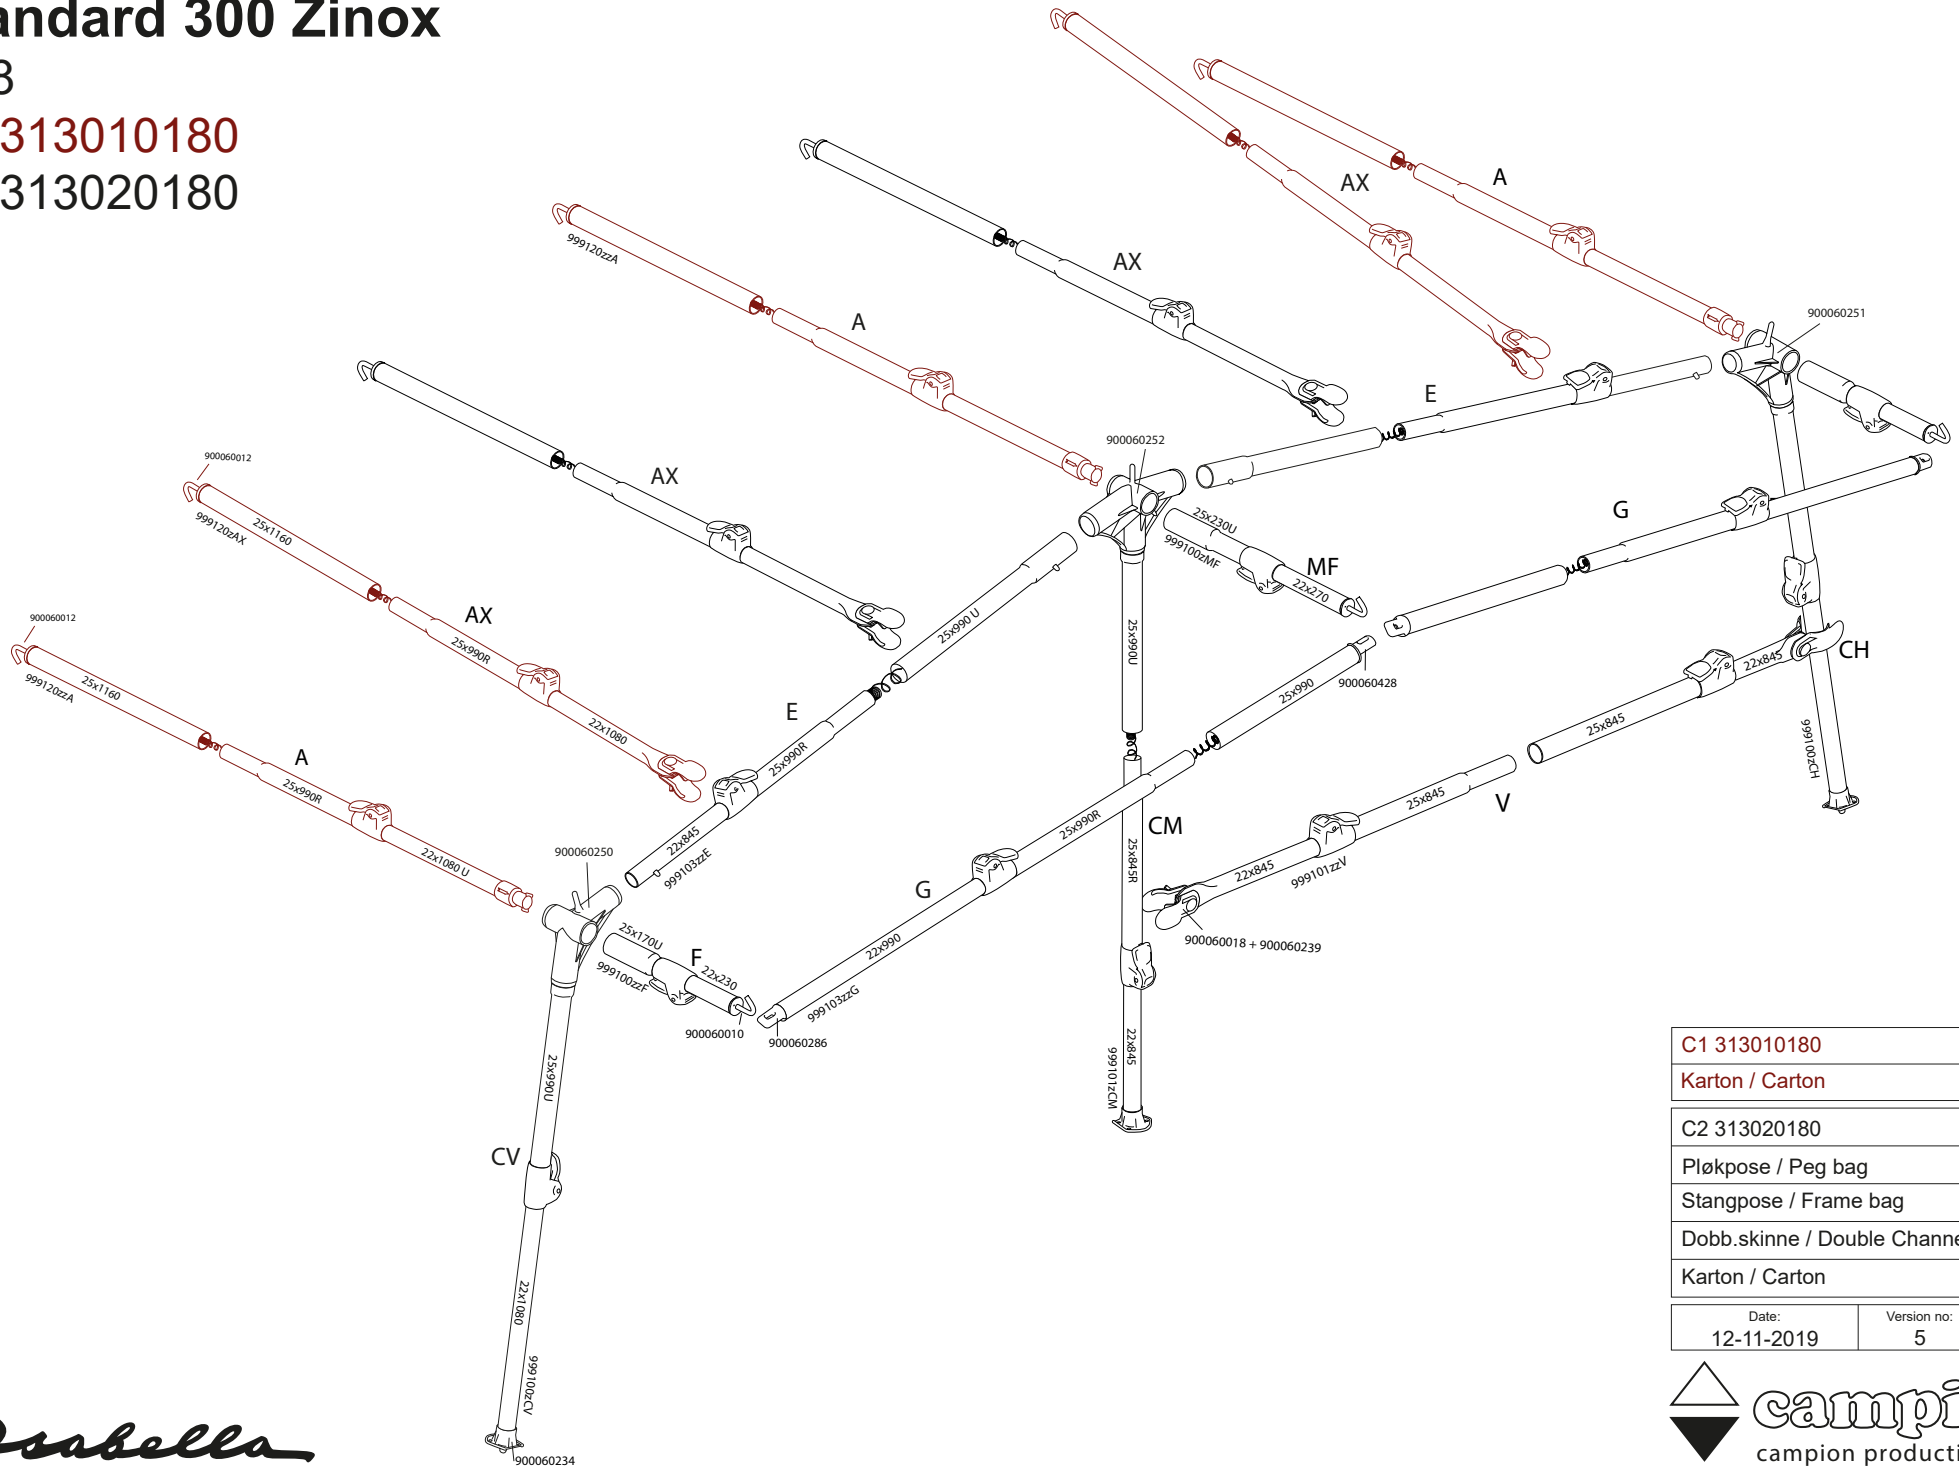 andard 300 Zinox
8
313010180
313020180
AX
A
900060251
AX
999120zzA
A
E
900060252
AX
G
900060012
25x1160
999120zAX
25x230U
999100zMF
MF
22x270
AX
25x990R
22x1080
25x990 U
25x990U
CH
900060012
25x1160
999120zzA
900060428
25x990
22x845
25x845
999100zCH
E
25x990R
22x845
999103zzE
A
25x990R
22x1080 U
900060250
25x990R
CM
25x845R
25x845
V
22x845
999101zzV
G
22x990
999103zzG
900060018 + 900060239
25x170U
F
22x230
999100zzF
900060010
900060286
22x845
999101zCM
25x990U
CV
22x1080
999100zCV
900060234
C1 313010180
Karton / Carton
C2 313020180
Pløkpose / Peg bag
Stangpose / Frame bag
Dobb.skinne / Double Channe
Karton / Carton
Date:
12-11-2019
Version no:
5
sabella
campi
campion producti